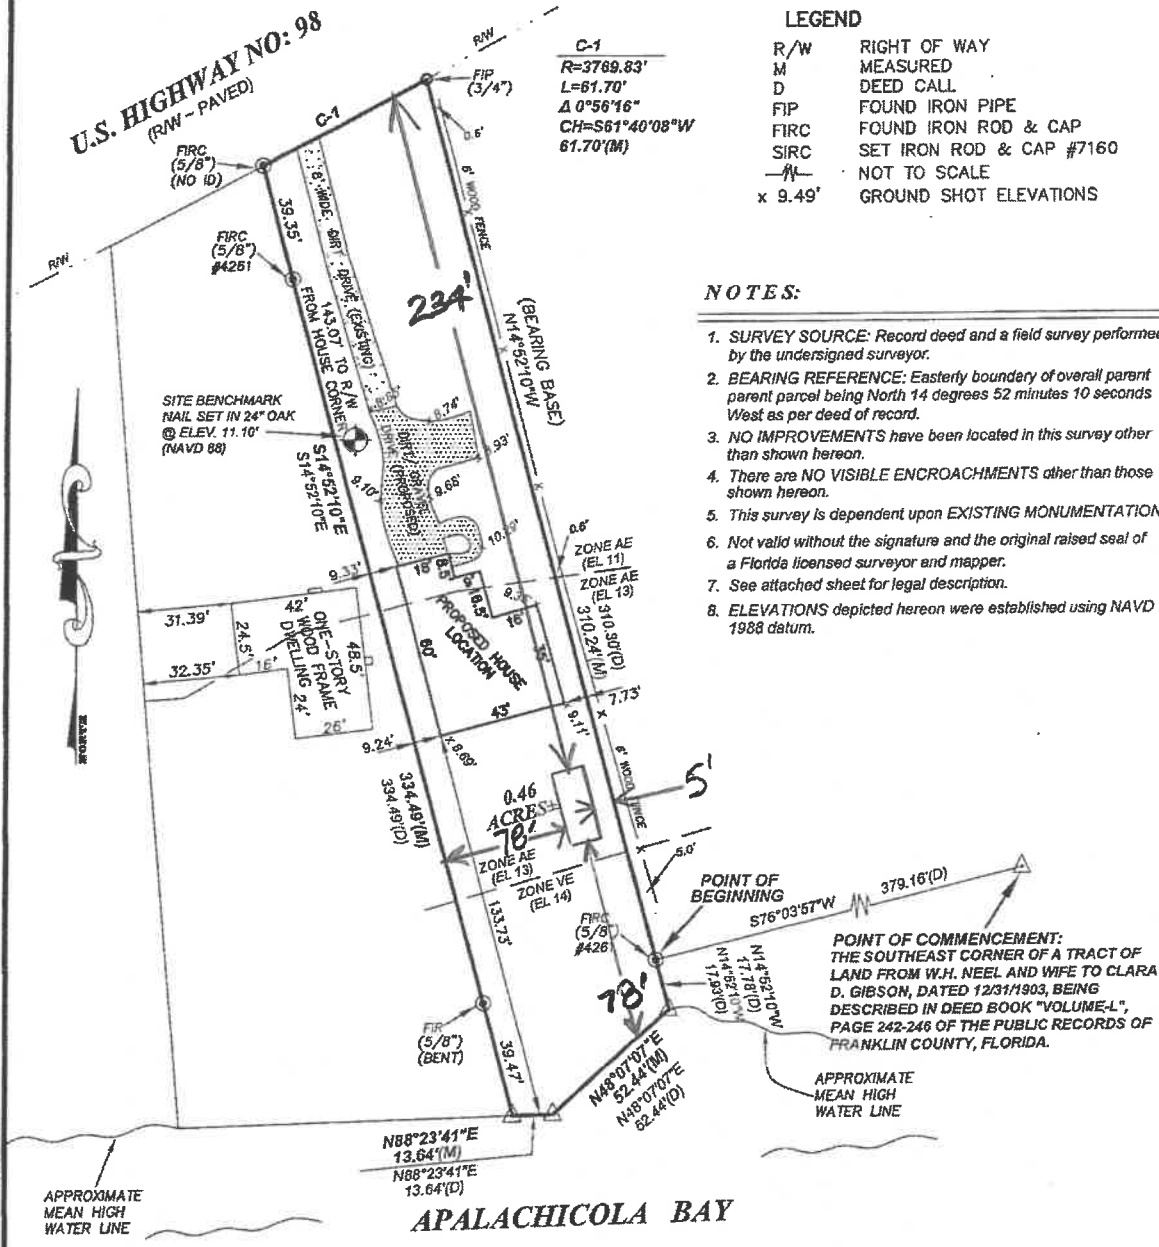 U.S. HIGHWAY NO: 98
(R/W ~ PAVED)
R/W
FIP
(3/4")
C-1
FIRC
(5/8")
(NO ID)
R/W
39.35'
FIRC
(5/8")
#4261
8' WIDE DIRT DRIVE (EXISTING)
143.07 TO R/W
FROM HOUSE CORNER
0.6'
6' WOOD FENCE
234'
(BEARING BASE)
N14°52'10"W
C-1
R=3769.83'
L=61.70'
Δ 0°56'16"
CH=S61°40'08"W
61.70'(M)
LEGEND
R/W RIGHT OF WAY
M MEASURED
D DEED CALL
FIP FOUND IRON PIPE
FIRC FOUND IRON ROD & CAP
SIRC SET IRON ROD & CAP #7160
NOT TO SCALE
x 9.49' GROUND SHOT ELEVATIONS
NOTES:
1. SURVEY SOURCE: Record deed and a field survey performed
by the undersigned surveyor.
2. BEARING REFERENCE: Easterly boundary of overall parent
parent parcel being North 14 degrees 52 minutes 10 seconds
West as per deed of record.
3. NO IMPROVEMENTS have been located in this survey other
than shown hereon.
4. There are NO VISIBLE ENCROACHMENTS other than those
shown hereon.
5. This survey is dependent upon EXISTING MONUMENTATION
6. Not valid without the signature and the original raised seal of
a Florida licensed surveyor and mapper.
7. See attached sheet for legal description.
8. ELEVATIONS depicted hereon were established using NAVD
1988 datum.
SITE BENCHMARK
NAIL SET IN 24" OAK
@ ELEV. 11.10'
(NAVD 88)
S14°52'10"E
S14°52'10"E
8.74'
9.10'
DIRT/ GRAVEL
DRIVE (PROPOSED)
9.68'
0.6'
ZONE AE
(EL 11)
ZONE AE
(EL 13)
9.33'
16'
8.5'
8.5'
16'
PROPOSED HOUSE
LOCATION
60'
35'
310.30'(D)
310.24'(M)
31.39'
32.35'
24.5'
42'
16'
ONE-STORY
WOOD FRAME
DWELLING
24'
48.5'
26'
43'
7.73'
9.11'
9.24'
x 8.69'
6' WOOD FENCE
5'
334.49'(M)
334.49'(D)
0.46
ACRES±
78'
ZONE AE
(EL 13)
ZONE VE
(EL 14)
133.73'
5.0'
POINT OF
BEGINNING
FIRC
(5/8")
#426
379.16'(D)
S76°03'57"W
N14°52'10"W
17.78'(D)
N14°52'10"W
17.93'(D)
POINT OF COMMENCEMENT:
THE SOUTHEAST CORNER OF A TRACT OF
LAND FROM W.H. NEEL AND WIFE TO CLARA
D. GIBSON, DATED 12/31/1903, BEING
DESCRIBED IN DEED BOOK "VOLUME-L",
PAGE 242-246 OF THE PUBLIC RECORDS OF
FRANKLIN COUNTY, FLORIDA.
78'
FIR
(5/8")
(BENT)
39.47'
N48°07'07"E
52.44'(M)
N48°07'07"E
52.44'(D)
APPROXIMATE
MEAN HIGH
WATER LINE
N88°23'41"E
13.64'(M)
N88°23'41"E
13.64'(D)
APPROXIMATE
MEAN HIGH
WATER LINE
APALACHICOLA BAY